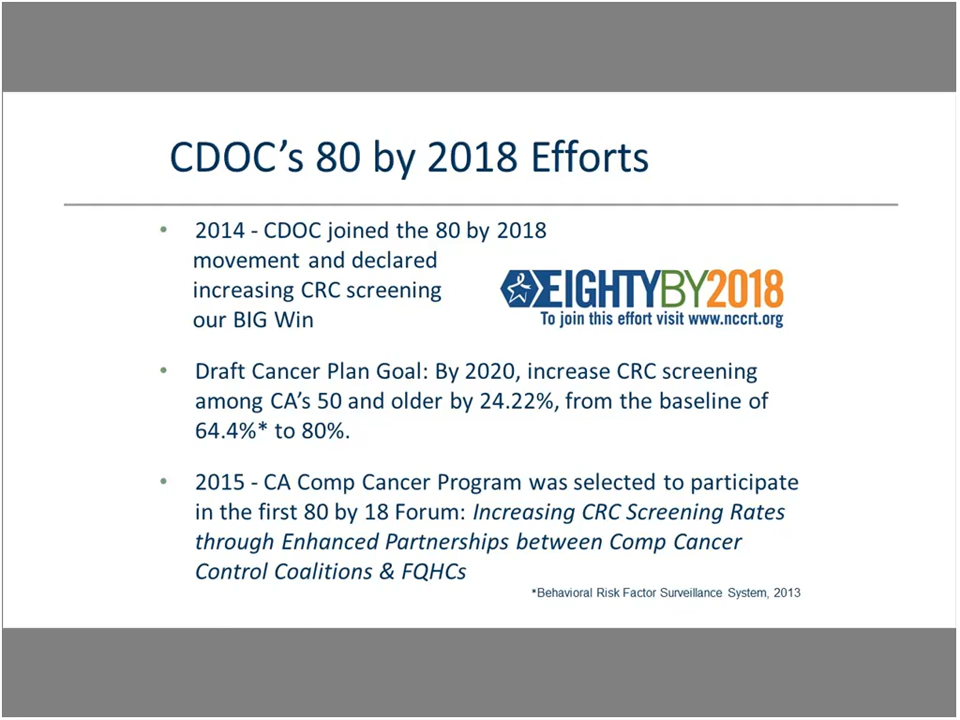 CDOC's 80 by 2018 Efforts
• 2014 - CDOC joined the 80 by 2018
movement and declared
increasing CRC screening
our BIG Win
EIGHTYBY2018
To join this effort visit www.nccrt.org
• Draft Cancer Plan Goal: By 2020, increase CRC screening
among CA's 50 and older by 24.22%, from the baseline of
64.4%* to 80%.
• 2015 - CA Comp Cancer Program was selected to participate
in the first 80 by 18 Forum: Increasing CRC Screening Rates
through Enhanced Partnerships between Comp Cancer
Control Coalitions & FQHCs
*Behavioral Risk Factor Surveillance System, 2013